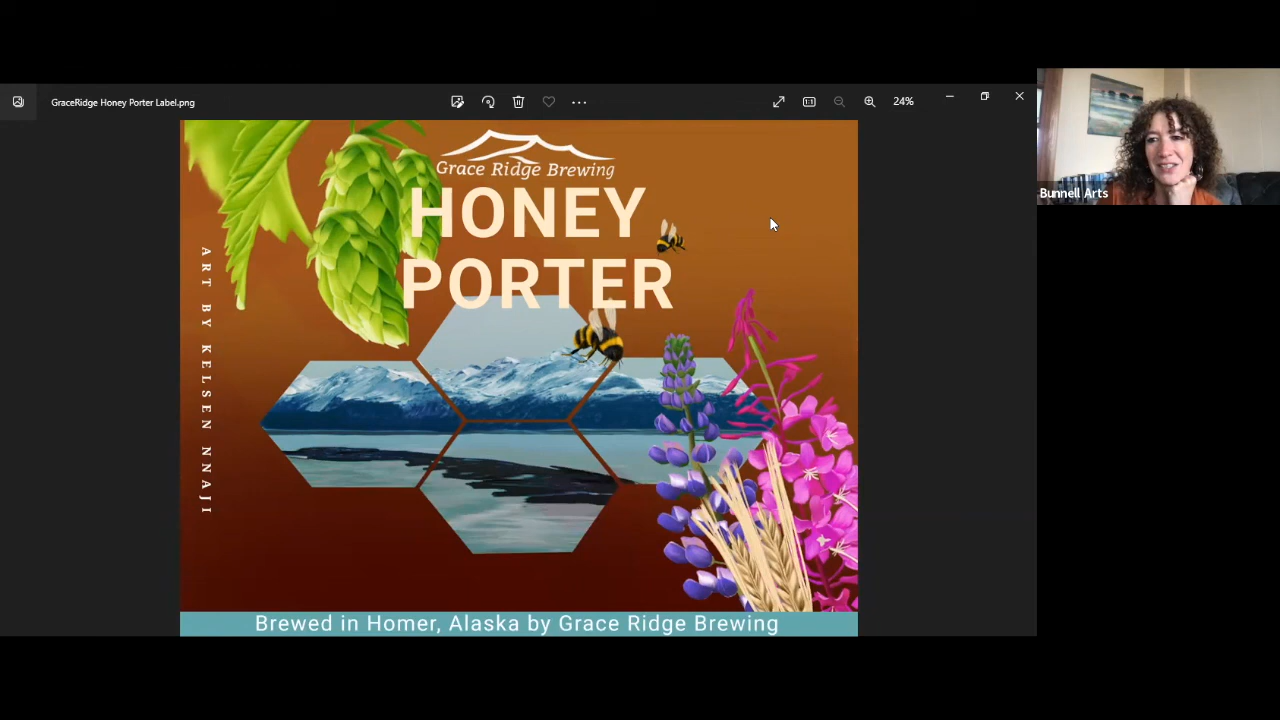 GraceRidge Honey Porter Label.png
24%
Grace Ridge Brewing
HONEY
PORTER
ART BY KELSEN NNAJI
Brewed in Homer, Alaska by Grace Ridge Brewing
Bunnell Arts